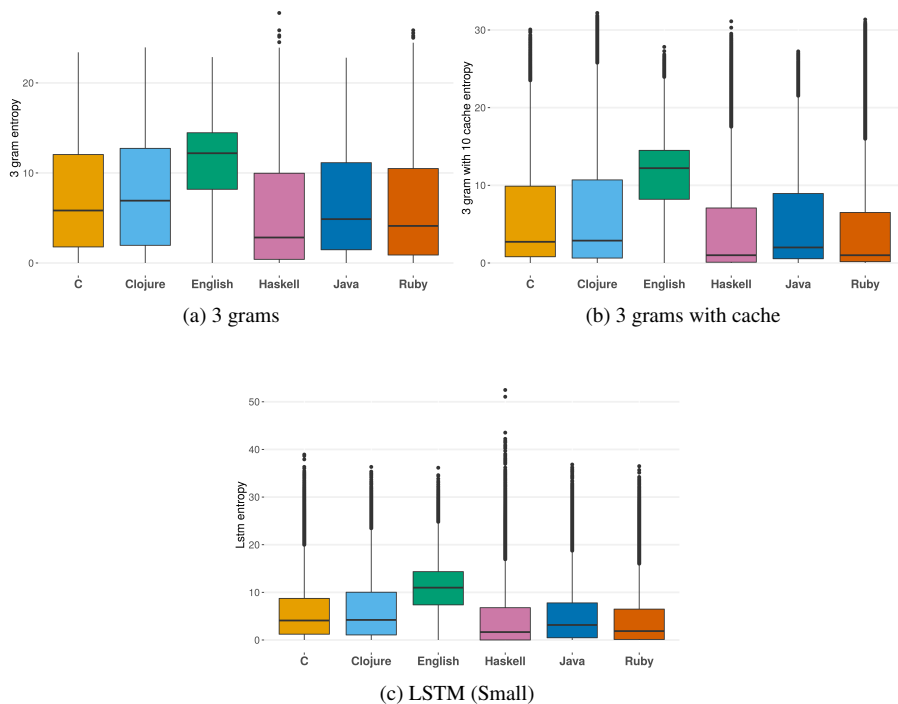 3 gram entropy
20
10
0
C Clojure English Haskell Java Ruby
(a) 3 grams
3 gram with 10 cache entropy
30
20
10
0
C Clojure English Haskell Java Ruby
(b) 3 grams with cache
Lstm entropy
50
40
30
20
10
0
C Clojure English Haskell Java Ruby
(c) LSTM (Small)